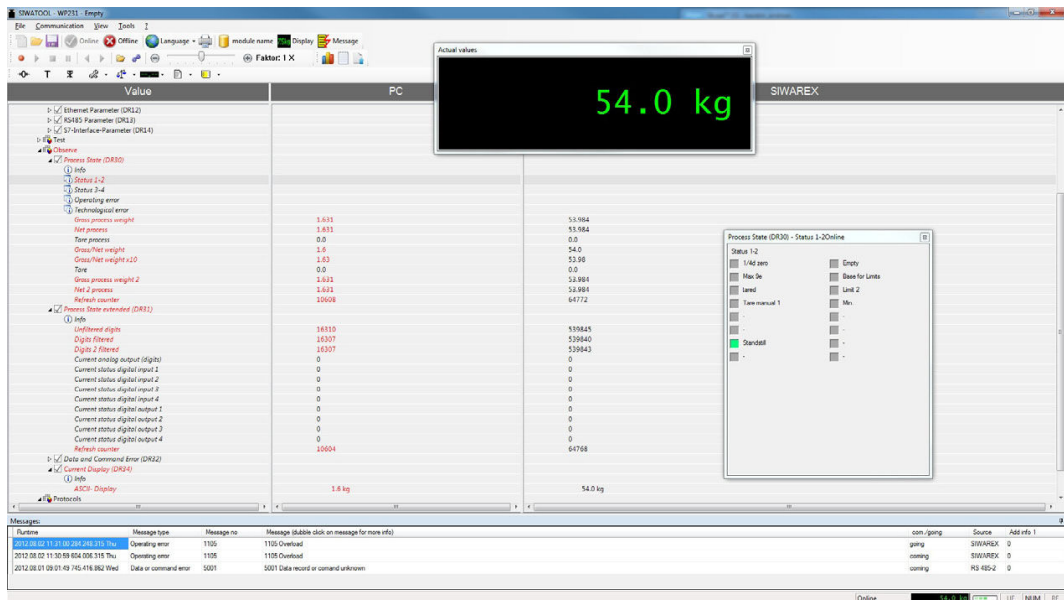 SIWATOOL - WP231 - Empty
File Communication View Tools ?
Online Offline Language module name Display Message
Faktor: 1 X
Actual values
54.0 kg
Value PC SIWAREX
Ethernet Parameter (DR12)
RS485 Parameter (DR13)
S7-Interface-Parameter (DR14)
Test
Observe
Process State (DR30)
Info
Status 1-2
Status 3-4
Operating error
Technological error
Gross process weight 1.631 53.984
Net process 1.631 53.984
Tare process 0.0 0.0
Gross/Net weight 1.6 54.0
Gross/Net weight x10 1.63 53.98
Tare 0.0 0.0
Gross process weight 2 1.631 53.984
Net 2 process 1.631 53.984
Refresh counter 10608 64772
Process State extended (DR31)
Info
Unfiltered digits 16310 539845
Digits filtered 16307 539840
Digits 2 filtered 16307 539843
Current analog output (digits) 0 0
Current status digital input 1 0 0
Current status digital input 2 0 0
Current status digital input 3 0 0
Current status digital input 4 0 0
Current status digital output 1 0 0
Current status digital output 2 0 0
Current status digital output 3 0 0
Current status digital output 4 0 0
Refresh counter 10604 64768
Data and Command Error (DR32)
Current Display (DR34)
Info
ASCII- Display 1.6 kg 54.0 kg
Protocols
Process State (DR30) - Status 1-2Online
Status 1-2
1/4d zero Empty
Max 9e Base for Limits
tared Limit 2
Tare manual 1 Min
- -
- -
Standstill -
- -
Messages:
Runtime Message type Message no Message (dubble click on message for more info) com./going Source Add info 1
2012.08.02 11:31:00 284.248.315 Thu Operating error 1105 1105 Overload going SIWAREX 0
2012.08.02 11:30:59 604.006.315 Thu Operating error 1105 1105 Overload coming SIWAREX 0
2012.08.01 09:01:49 745.416.862 Wed Data or command error 5001 5001 Data record or comand unknown coming RS 485-2 0
Online 54.0 kg UF NUM RF